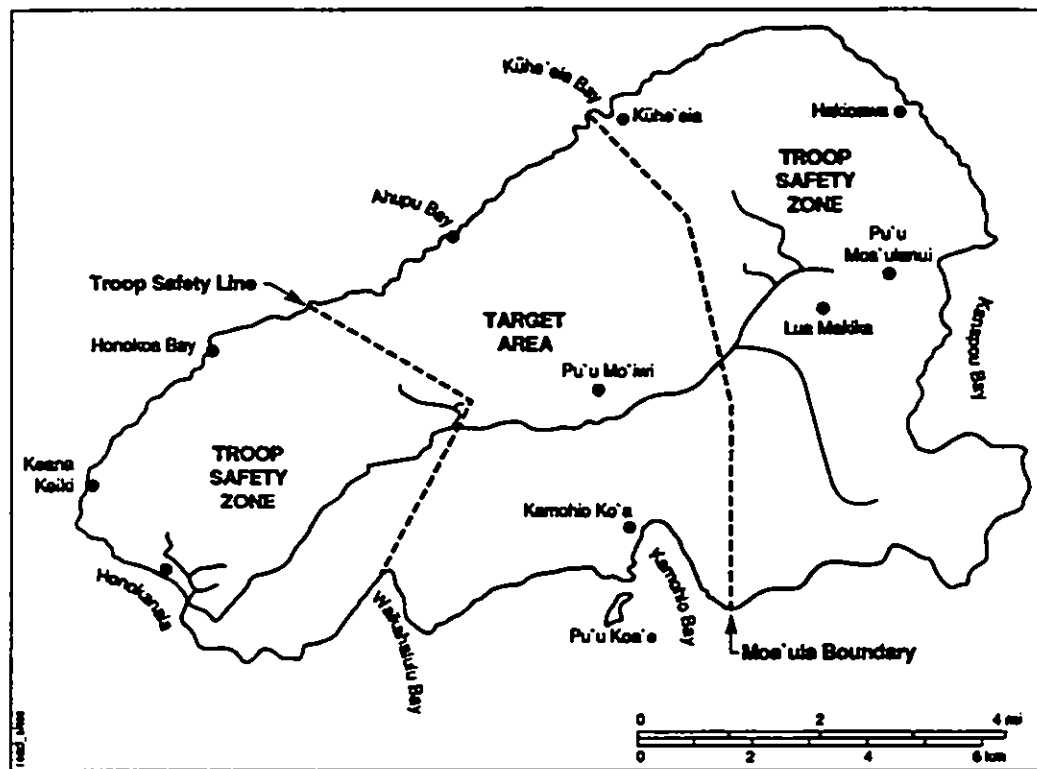 Kūhe'eia Bay
Kūhe'eia
Hakioawa
TROOP
SAFETY
ZONE
Ahupu Bay
Pu'u
Moa'ulanui
Troop Safety Line
Lua Makika
Kanapou Bay
TARGET
AREA
Honokoa Bay
Pu'u Mo'iwi
TROOP
SAFETY
ZONE
Keana
Keiki
Kamohio Ko'a
Honokanaia
Waikahalulu Bay
Kamohio Bay
Pu'u Koa'e
Moa'ula Boundary
0 2 4 mi
0 2 4 6 km